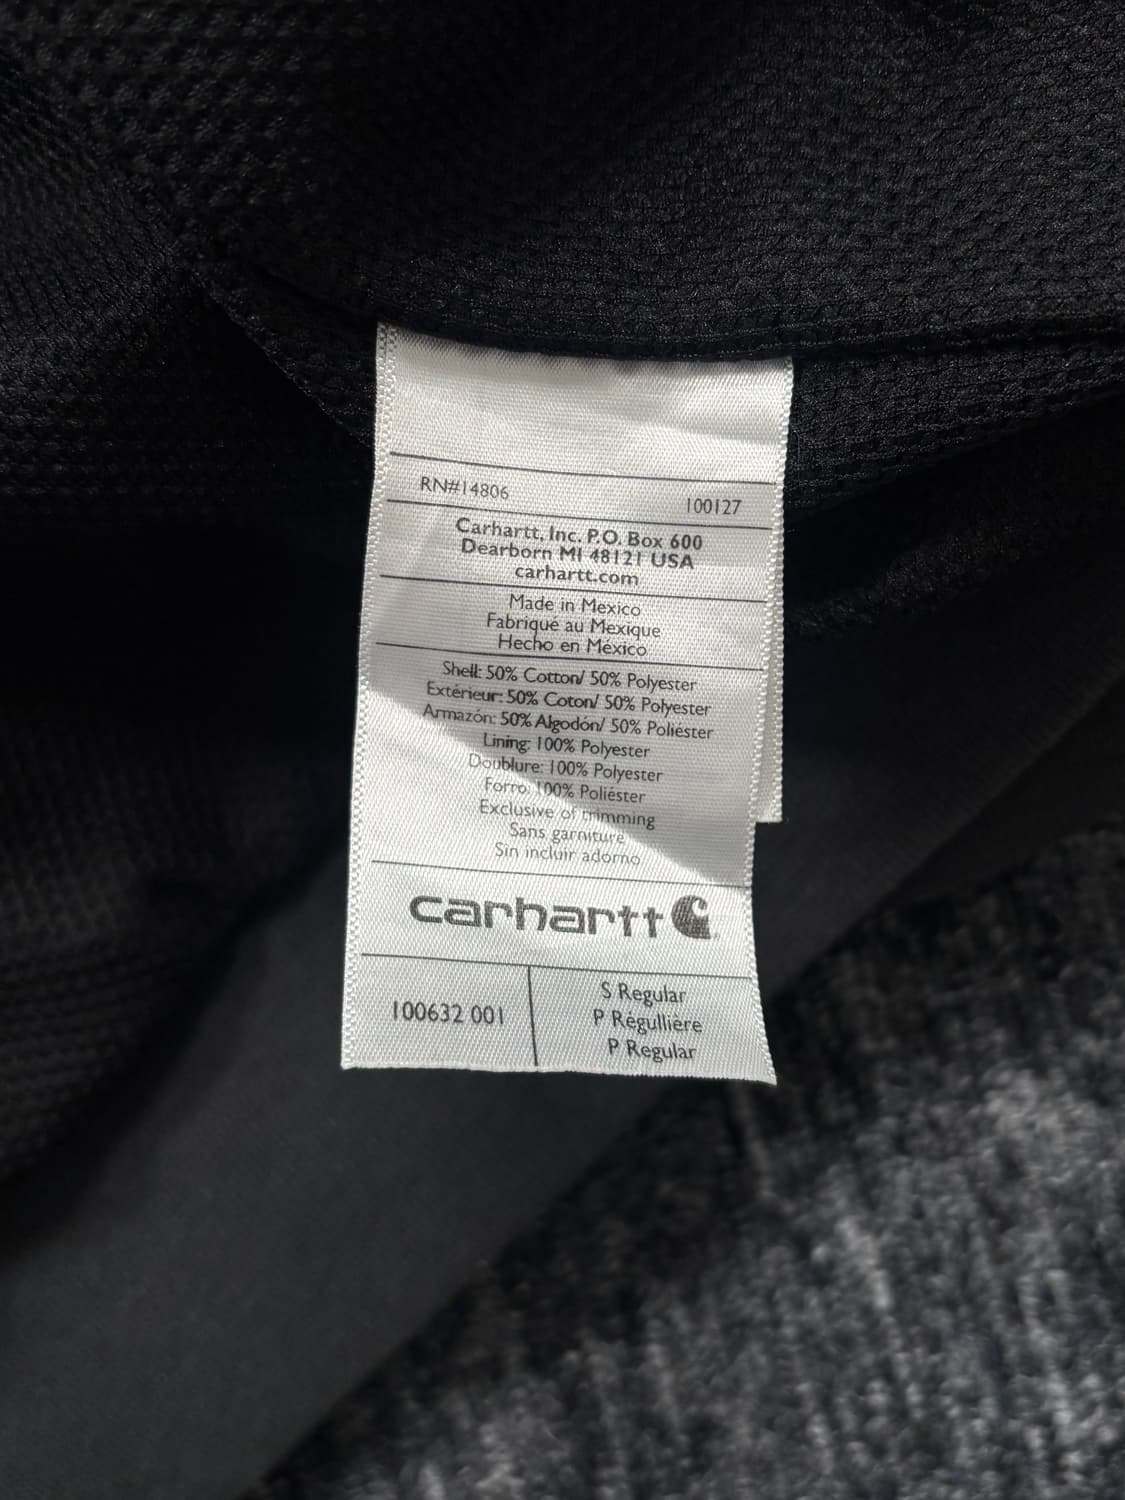 RN#14806 100127
Carhartt, Inc. P.O. Box 600
Dearborn MI 48121 USA
carhartt.com
Made in Mexico
Fabriqué au Mexique
Hecho en México
Shell: 50% Cotton/ 50% Polyester
Extérieur: 50% Coton/ 50% Polyester
Armazón: 50% Algodón/ 50% Poliéster
Lining: 100% Polyester
Doublure: 100% Polyester
Forro: 100% Poliéster
Exclusive of trimming
Sans garniture
Sin incluir adorno
carhartt
100632 001
S Regular
P Régullière
P Regular